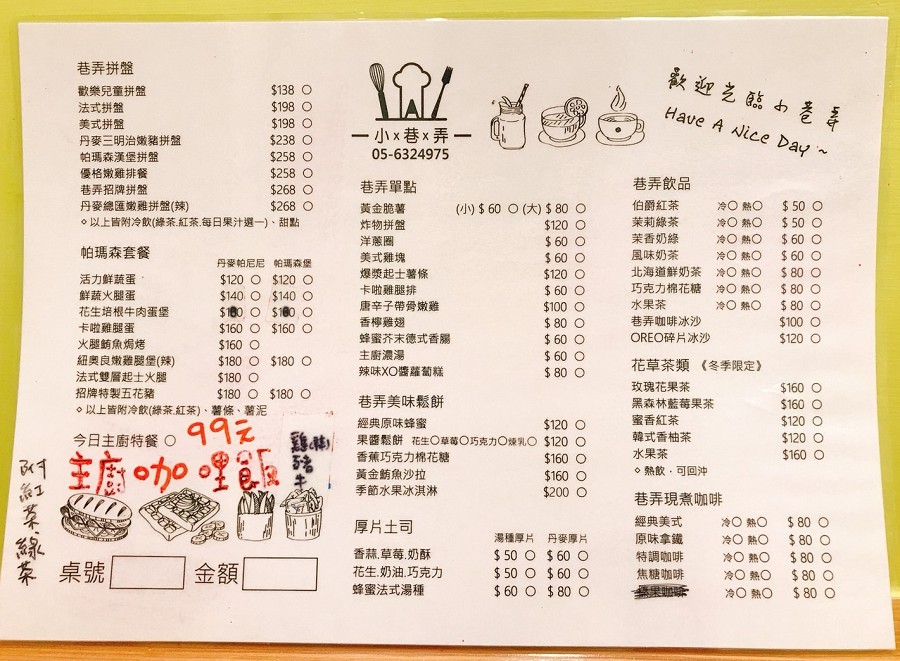 巷弄拼盤
歡樂兒童拼盤 $138 ○
法式拼盤 $198 ○
美式拼盤 $198 ○
丹麥三明治嫩豬拼盤 $238 ○
帕瑪森漢堡拼盤 $258 ○
優格嫩雞排餐 $258 ○
巷弄招牌拼盤 $268 ○
丹麥總匯嫩雞拼盤(辣) $268 ○
⋄以上皆附冷飲(綠茶,紅茶,每日果汁選一)、甜點
帕瑪森套餐
丹麥帕尼尼 帕瑪森堡
活力鮮蔬蛋 $120 ○ $120 ○
鮮蔬火腿蛋 $140 ○ $140 ○
花生培根牛肉蛋堡
卡啦雞腿蛋 $160 ○ $160 ○
火腿鮪魚焗烤 $160 ○
紐奧良嫩雞腿堡(辣) $180 ○ $180 ○
法式雙層起士火腿 $180 ○
招牌特製五花豬 $180 ○ $180 ○
⋄以上皆附冷飲(綠茶.紅茶)、薯條、薯泥
今日主廚特餐 ○ 99元
主廚咖哩飯
雞(辣)
豬
牛
附紅茶綠茶
桌號 金額
小x巷x弄
05-6324975
歡迎光臨小巷弄
Have A Nice Day~
巷弄單點
黃金脆薯 (小) $ 60 ○ (大) $ 80 ○
炸物拼盤 $120 ○
洋蔥圈 $ 60 ○
美式雞塊 $ 60 ○
爆漿起士薯條 $120 ○
卡啦雞腿排 $ 60 ○
唐辛子帶骨嫩雞 $100 ○
香檸雞翅 $ 80 ○
蜂蜜芥末德式香腸 $ 60 ○
主廚濃湯 $ 60 ○
辣味XO醬蘿蔔糕 $ 80 ○
巷弄美味鬆餅
經典原味蜂蜜 $120 ○
果醬鬆餅 花生○草莓○巧克力○煉乳○ $120 ○
香蕉巧克力棉花糖 $160 ○
黃金鮪魚沙拉 $160 ○
季節水果冰淇淋 $200 ○
厚片土司
湯種厚片 丹麥厚片
香蒜.草莓.奶酥 $ 50 ○ $ 60 ○
花生.奶油.巧克力 $ 50 ○ $ 60 ○
蜂蜜法式湯種 $ 60 ○ $ 80 ○
巷弄飲品
伯爵紅茶 冷○ 熱○ $ 50 ○
茉莉綠茶 冷○ 熱○ $ 50 ○
茉香奶綠 冷○ 熱○ $ 60 ○
風味奶茶 冷○ 熱○ $ 60 ○
北海道鮮奶茶 冷○ 熱○ $ 80 ○
巧克力棉花糖 冷○ 熱○ $ 80 ○
水果茶 冷○ 熱○ $ 80 ○
巷弄咖啡冰沙 $100 ○
OREO碎片冰沙 $120 ○
花草茶類 《冬季限定》
玫瑰花果茶 $160 ○
黑森林藍莓果茶 $160 ○
蜜香紅茶 $120 ○
韓式香柚茶 $120 ○
水果茶 $160 ○
⋄熱飲,可回沖
巷弄現煮咖啡
經典美式 冷○ 熱○ $ 80 ○
原味拿鐵 冷○ 熱○ $ 80 ○
特調咖啡 冷○ 熱○ $ 80 ○
焦糖咖啡 冷○ 熱○ $ 80 ○
冷○ 熱○ $ 80 ○